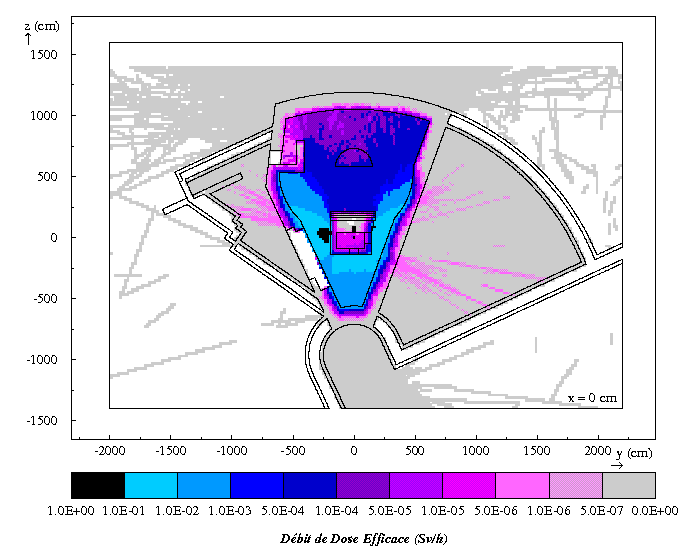 z (cm)
1500
1000
500
0
-500
-1000
-1500
x = 0 cm
-2000 -1500 -1000 -500 0 500 1000 1500 2000 y (cm)
1.0E+00 1.0E-01 1.0E-02 1.0E-03 5.0E-04 1.0E-04 5.0E-05 1.0E-05 5.0E-06 1.0E-06 5.0E-07 0.0E+00
Débit de Dose Efficace (Sv/h)